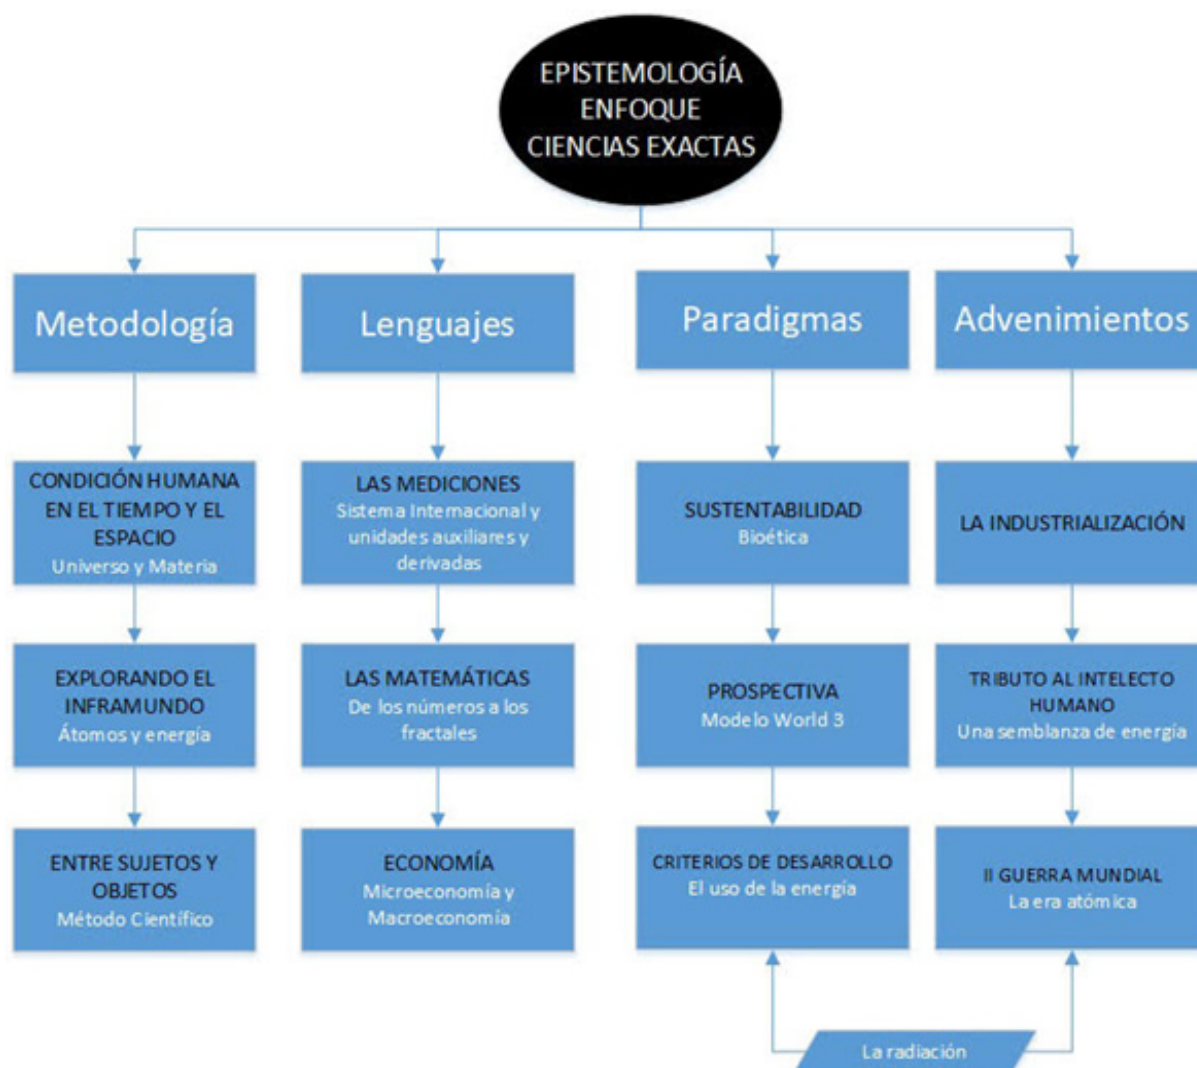 EPISTEMOLOGÍA
ENFOQUE
CIENCIAS EXACTAS
Metodología
Lenguajes
Paradigmas
Advenimientos
CONDICIÓN HUMANA
EN EL TIEMPO Y EL
ESPACIO
Universo y Materia
LAS MEDICIONES
Sistema Internacional y
unidades auxiliares y
derivadas
SUSTENTABILIDAD
Bioética
LA INDUSTRIALIZACIÓN
EXPLORANDO EL
INFRAMUNDO
Átomos y energía
LAS MATEMÁTICAS
De los números a los
fractales
PROSPECTIVA
Modelo World 3
TRIBUTO AL INTELECTO
HUMANO
Una semblanza de energía
ENTRE SUJETOS Y
OBJETOS
Método Científico
ECONOMÍA
Microeconomía y
Macroeconomía
CRITERIOS DE DESARROLLO
El uso de la energía
II GUERRA MUNDIAL
La era atómica
La radiación